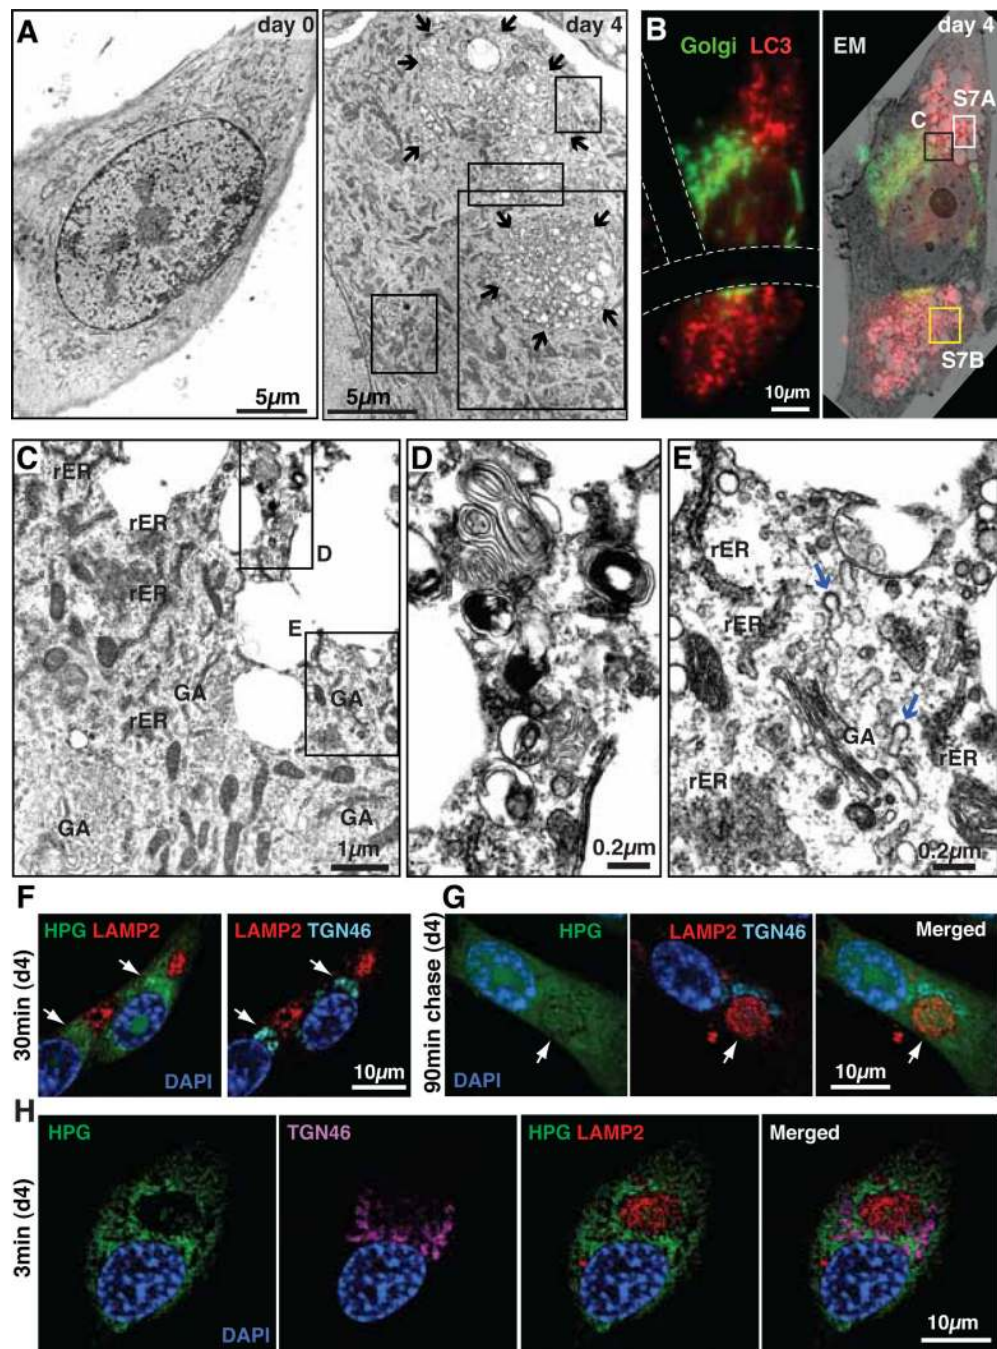 A day 0 day 4
5µm 5µm
B Golgi LC3 EM day 4
S7A
C
S7B
10µm
C D E
rER
rER
rER
rER
GA
GA
GA
GA
D
E
1µm
0.2µm
rER
rER
rER
rER
GA
0.2µm
F G
30min (d4)
HPG LAMP2 LAMP2 TGN46
DAPI 10µm
90min chase (d4)
HPG LAMP2 TGN46 Merged
DAPI 10µm
H
3min (d4)
HPG TGN46 HPG LAMP2 Merged
DAPI 10µm